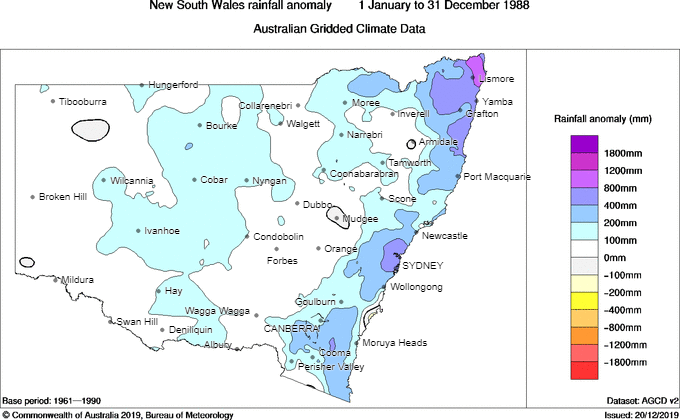 New South Wales rainfall anomaly 1 January to 31 December 1988
Australian Gridded Climate Data
Hungerford
Lismore
Tibooburra
Collarenebri
Moree
Yamba
Inverell
Grafton
Bourke
Walgett
Narrabri
Armidale
Tamworth
Coonabarabran
Port Macquarie
Wilcannia
Cobar
Nyngan
Broken Hill
Scone
Dubbo
Mudgee
Ivanhoe
Condobolin
Newcastle
Orange
Forbes
SYDNEY
Mildura
Wollongong
Hay
Goulburn
Wagga Wagga
Swan Hill
Deniliquin
CANBERRA
Albury
Moruya Heads
Cooma
Perisher Valley
Rainfall anomaly (mm)
1800mm
1200mm
800mm
400mm
200mm
100mm
0mm
−100mm
−200mm
−400mm
−800mm
−1200mm
−1800mm
Base period: 1961—1990
Dataset: AGCD v2
© Commonwealth of Australia 2019, Bureau of Meteorology
Issued: 20/12/2019